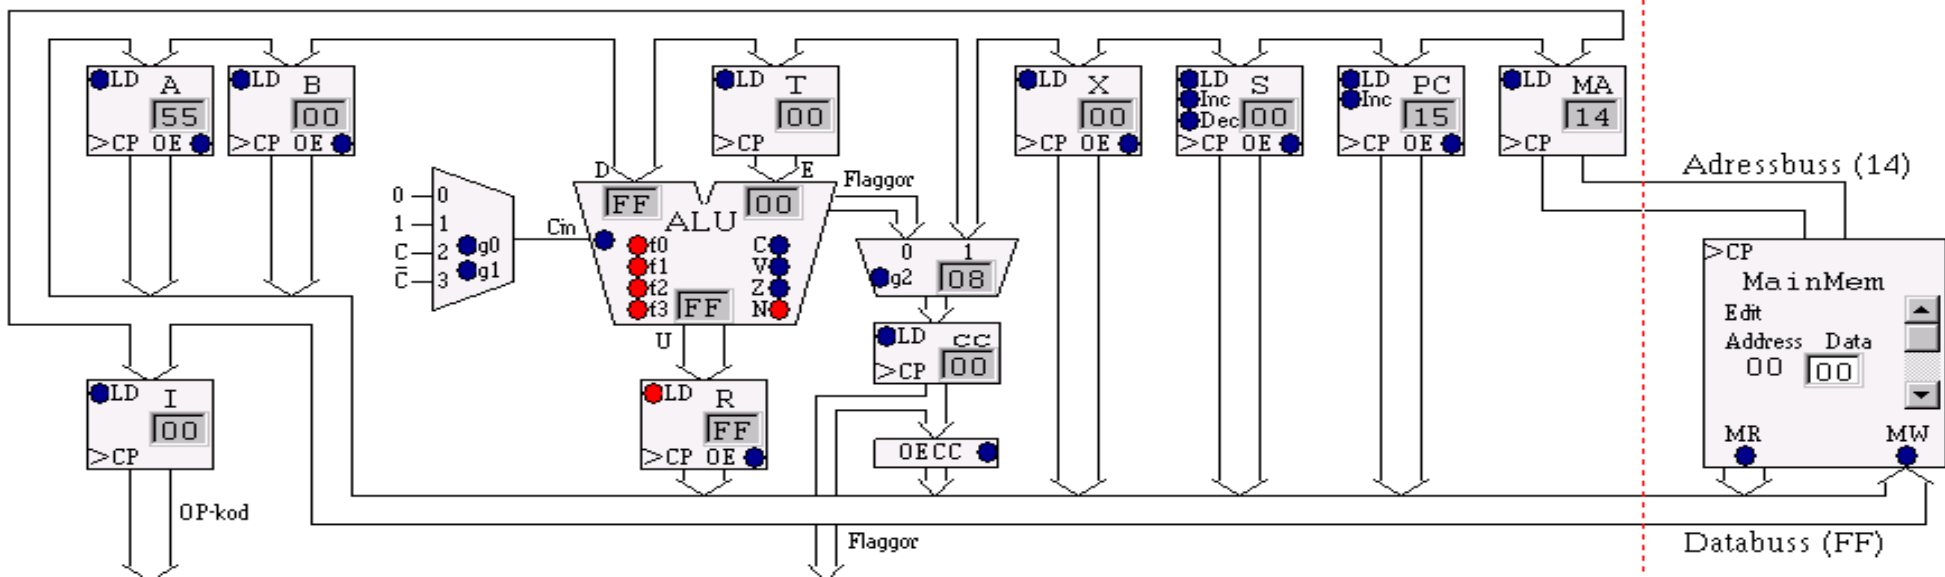 LD A 55 >CP OE
LD B 00 >CP OE
LD T 00 >CP
LD X 00 >CP OE
LD Inc Dec S 00 >CP OE
LD Inc PC 15 >CP OE
LD MA 14 >CP
Adressbuss (14)
0 0
1 1
C 2 g0
C̅ 3 g1
Cin
D E
FF 00
ALU
f0 C
f1 V
f2 Z
f3 FF N
U
Flaggor
0 1
g2 08
LD CC
>CP 00
OECC
Flaggor
LD I
00
>CP
OP-kod
LD R
FF
>CP OE
>CP
MainMem
Edit
Address Data
00 00
MR MW
Databuss (FF)